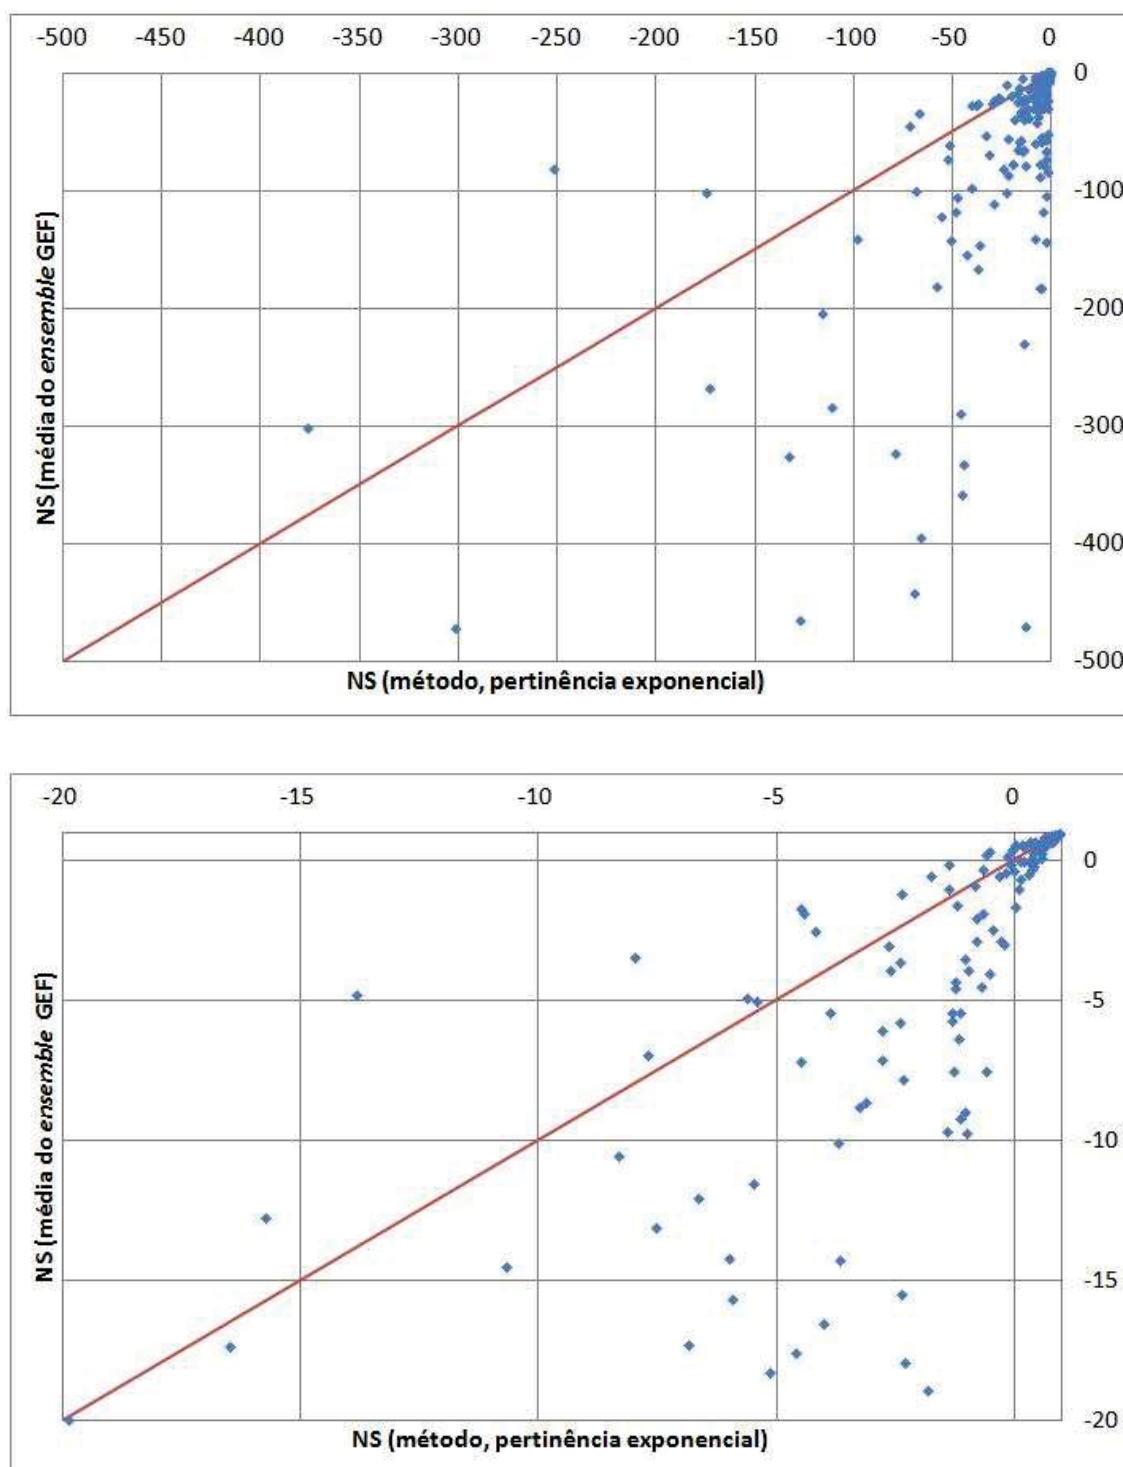 -500 -450 -400 -350 -300 -250 -200 -150 -100 -50 0
0
-100
-200
-300
-400
-500
NS (média do ensemble GEF)
NS (método, pertinência exponencial)
-20 -15 -10 -5 0
0
-5
-10
-15
-20
NS (média do ensemble GEF)
NS (método, pertinência exponencial)